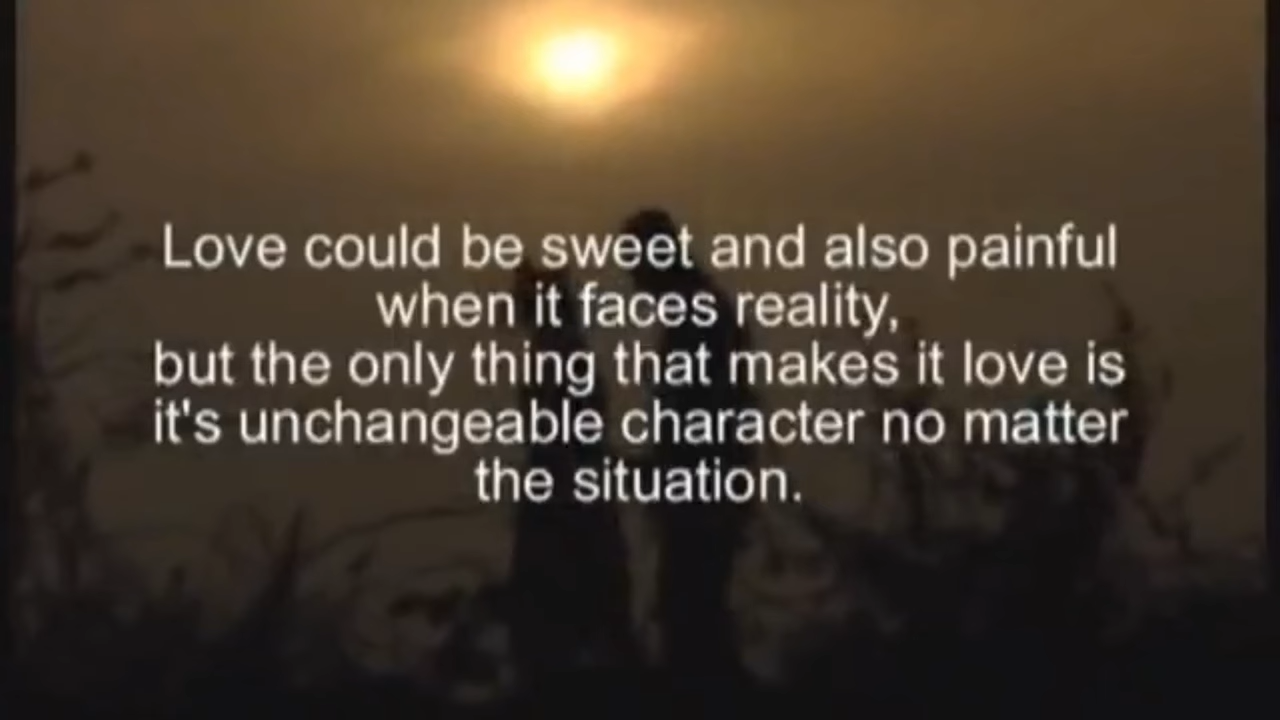 Love could be sweet and also painful
when it faces reality,
but the only thing that makes it love is
it's unchangeable character no matter
the situation.